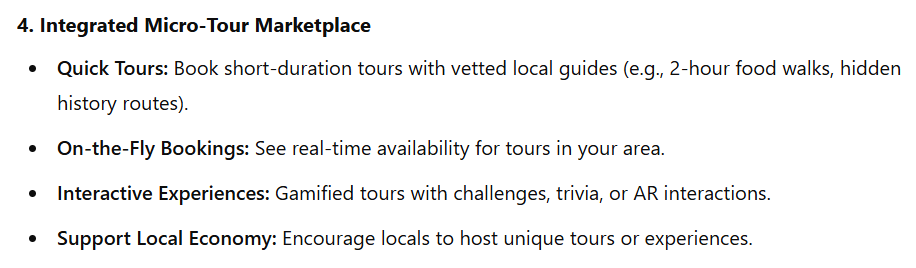 4. Integrated Micro-Tour Marketplace
• Quick Tours: Book short-duration tours with vetted local guides (e.g., 2-hour food walks, hidden
history routes).
• On-the-Fly Bookings: See real-time availability for tours in your area.
• Interactive Experiences: Gamified tours with challenges, trivia, or AR interactions.
• Support Local Economy: Encourage locals to host unique tours or experiences.